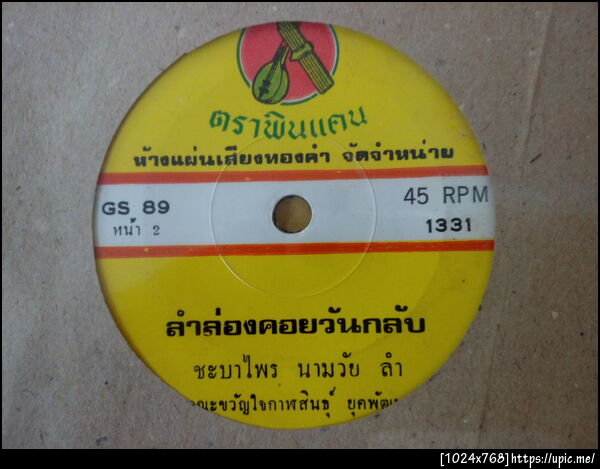 ตราพินแคน
ห้างแผ่นเสียงทองคำ จัดจำหน่าย
GS 89
หน้า 2
45 RPM
1331
ลำล่องคอยวันกลับ
ชะบาไพร นามวัย ลำ
ณะขวัญใจกาฬสินธุ์ ยุคพัฒ
[1024x768]https://upic.me/